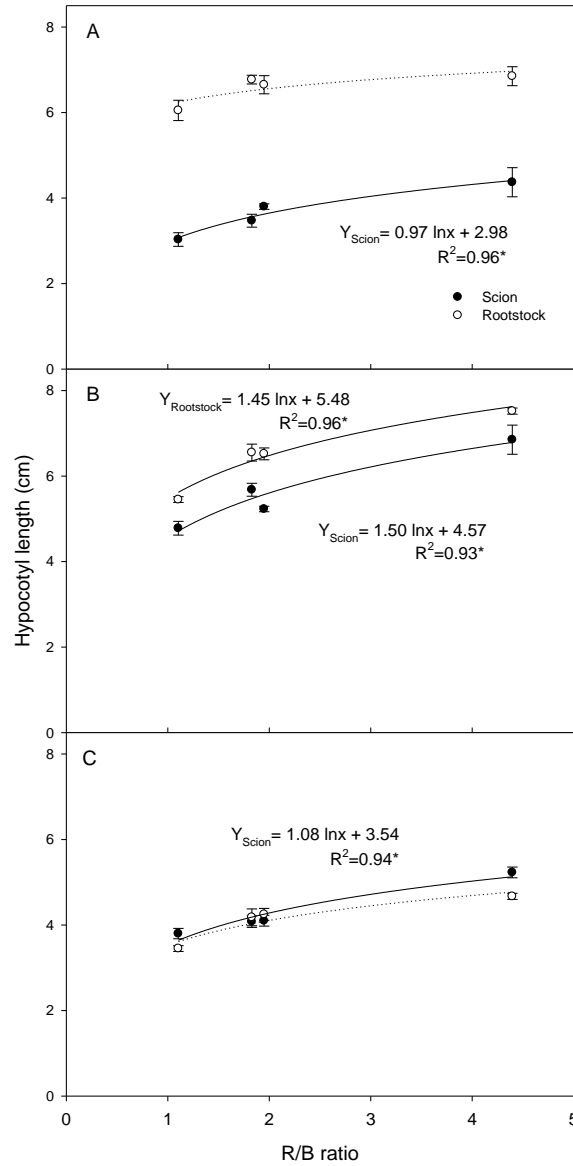 A
8
6
4
2
0
Y_Scion= 0.97 lnx + 2.98
R²=0.96*
Scion
Rootstock
B
8
6
4
2
0
Y_Rootstock= 1.45 lnx + 5.48
R²=0.96*
Y_Scion= 1.50 lnx + 4.57
R²=0.93*
Hypocotyl length (cm)
C
8
6
4
2
0
Y_Scion= 1.08 lnx + 3.54
R²=0.94*
0 1 2 3 4 5
R/B ratio